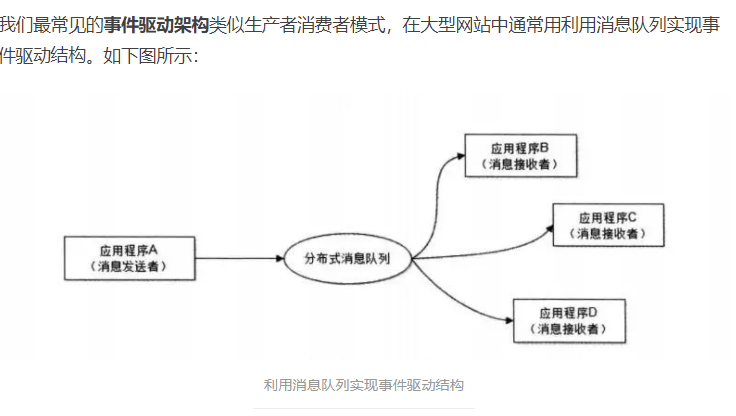 我们最常见的事件驱动架构类似生产者消费者模式，在大型网站中通常用利用消息队列实现事
件驱动结构。如下图所示：
应用程序B
（消息接收者）
应用程序C
（消息接收者）
应用程序A
（消息发送者）
分布式消息队列
应用程序D
（消息接收者）
利用消息队列实现事件驱动结构